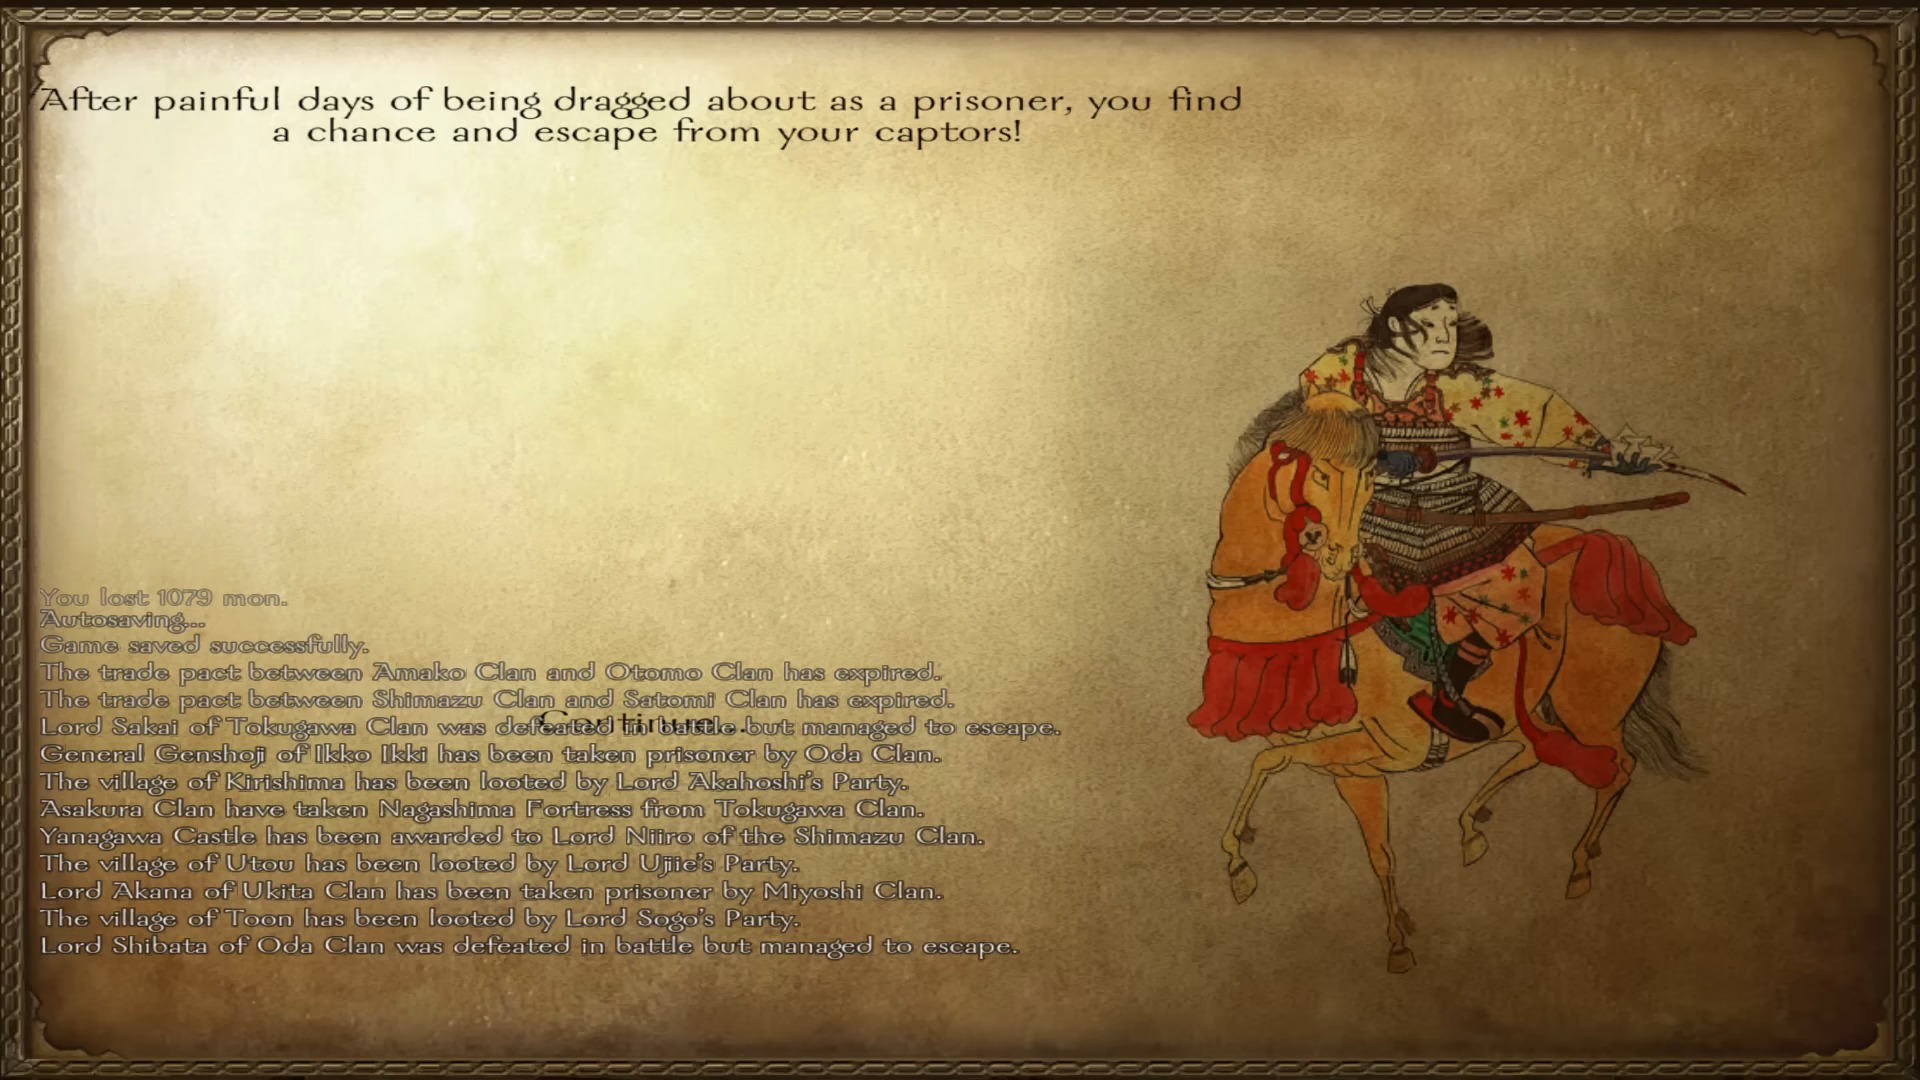 After painful days of being dragged about as a prisoner, you find
a chance and escape from your captors!
You lost 1079 mon.
Autosaving...
Game saved successfully.
The trade pact between Amako Clan and Otomo Clan has expired.
The trade pact between Shimazu Clan and Satomi Clan has expired.
Continue...
Lord Sakai of Tokugawa Clan was defeated in battle but managed to escape.
General Genshoji of Ikko Ikki has been taken prisoner by Oda Clan.
The village of Kirishima has been looted by Lord Akahoshi's Party.
Asakura Clan have taken Nagashima Fortress from Tokugawa Clan.
Yanagawa Castle has been awarded to Lord Niiro of the Shimazu Clan.
The village of Utou has been looted by Lord Ujiie's Party.
Lord Akana of Ukita Clan has been taken prisoner by Miyoshi Clan.
The village of Toon has been looted by Lord Sogo's Party.
Lord Shibata of Oda Clan was defeated in battle but managed to escape.